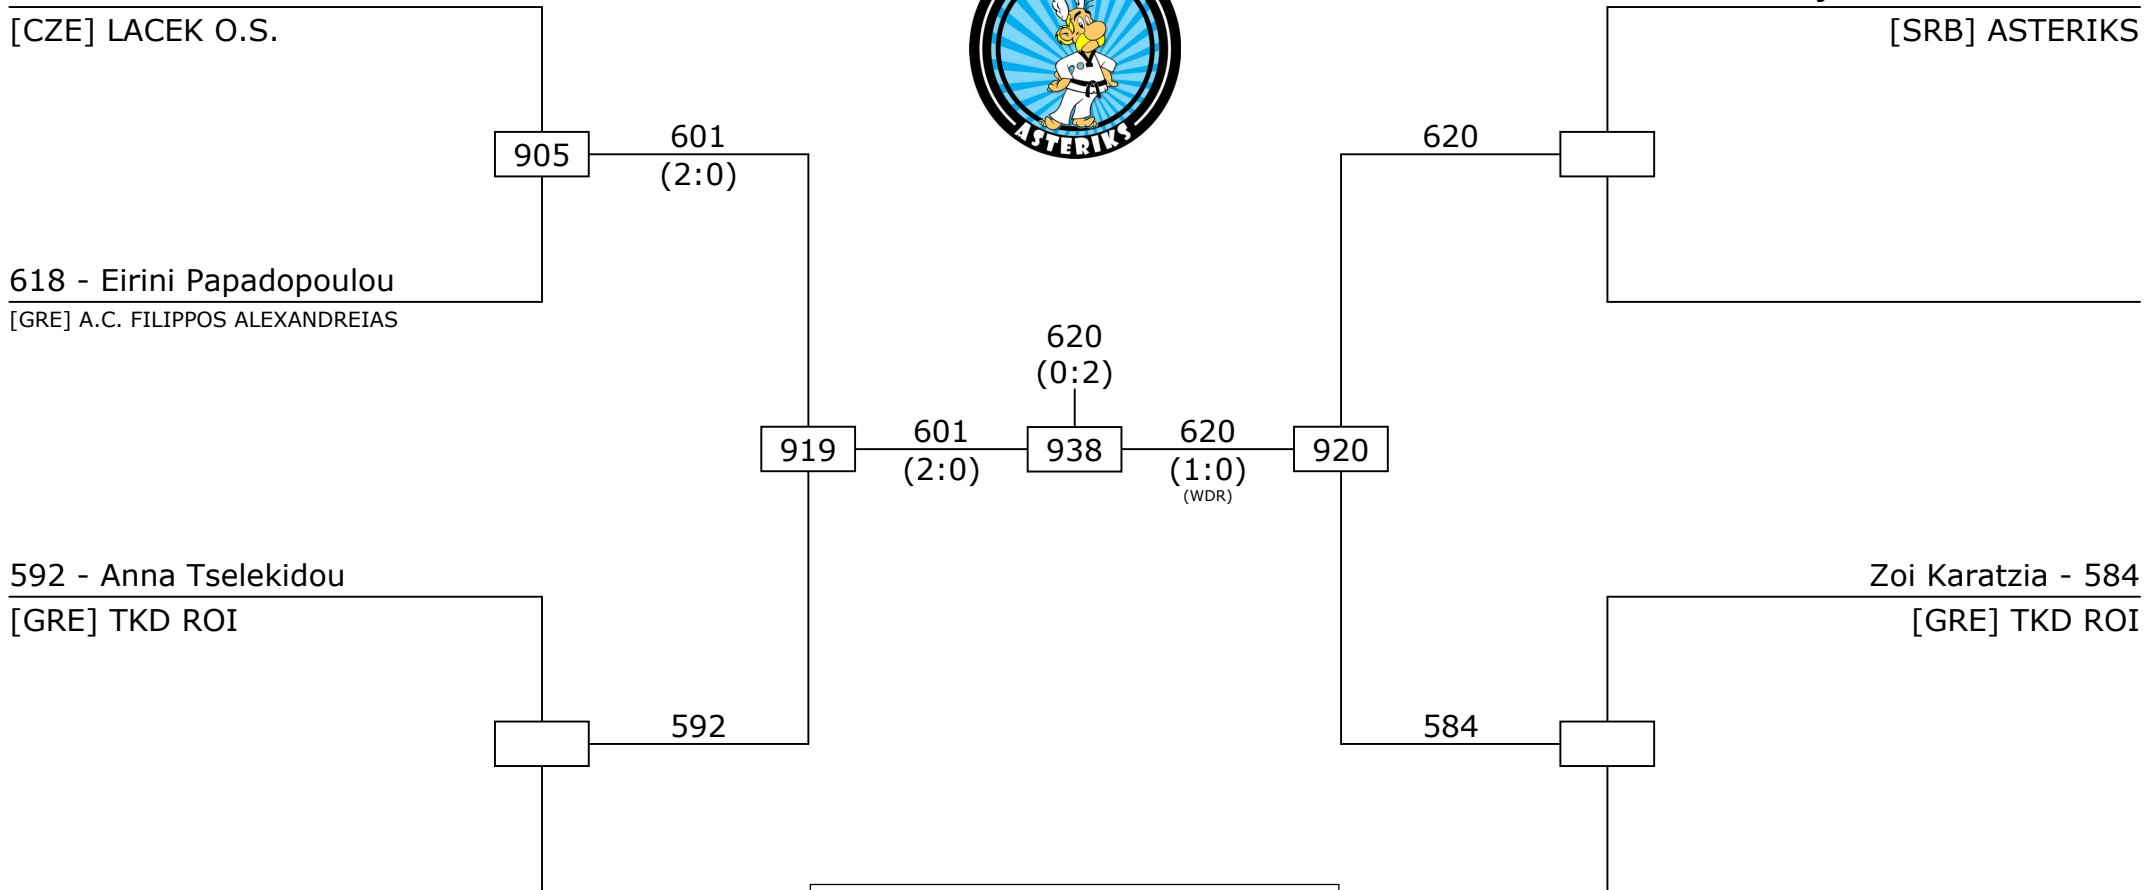 [CZE] LACEK O.S.
[SRB] ASTERIKS
ASTERIKS
905
601
(2:0)
620
618 - Eirini Papadopoulou
[GRE] A.C. FILIPPOS ALEXANDREIAS
620
(0:2)
919
601
(2:0)
938
620
(1:0)
(WDR)
920
592 - Anna Tselekidou
[GRE] TKD ROI
Zoi Karatzia - 584
[GRE] TKD ROI
592
584